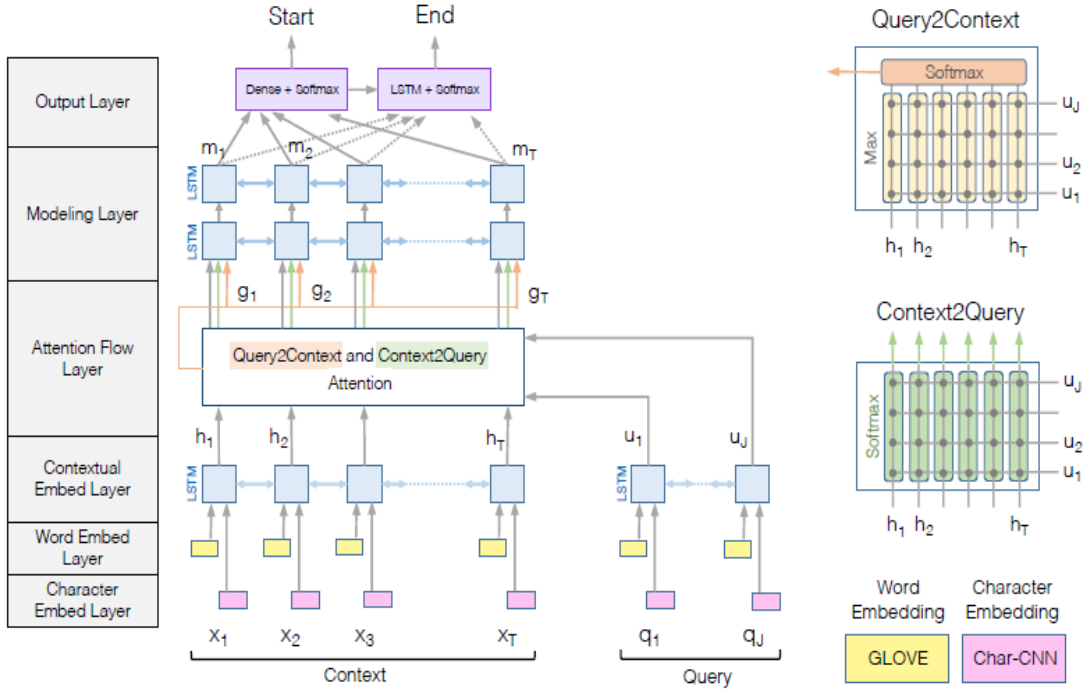 Start
End
Output Layer
Dense + Softmax
LSTM + Softmax
m1
m2
mT
LSTM
Modeling Layer
LSTM
g1
g2
gT
Attention Flow
Layer
Query2Context and Context2Query
Attention
h1
h2
hT
u1
uJ
Contextual
Embed Layer
LSTM
LSTM
Word Embed
Layer
Character
Embed Layer
x1
x2
x3
xT
q1
qJ
Context
Query
Query2Context
Softmax
Max
uJ
u2
u1
h1
h2
hT
Context2Query
Softmax
uJ
u2
u1
h1
h2
hT
Word
Embedding
Character
Embedding
GLOVE
Char-CNN